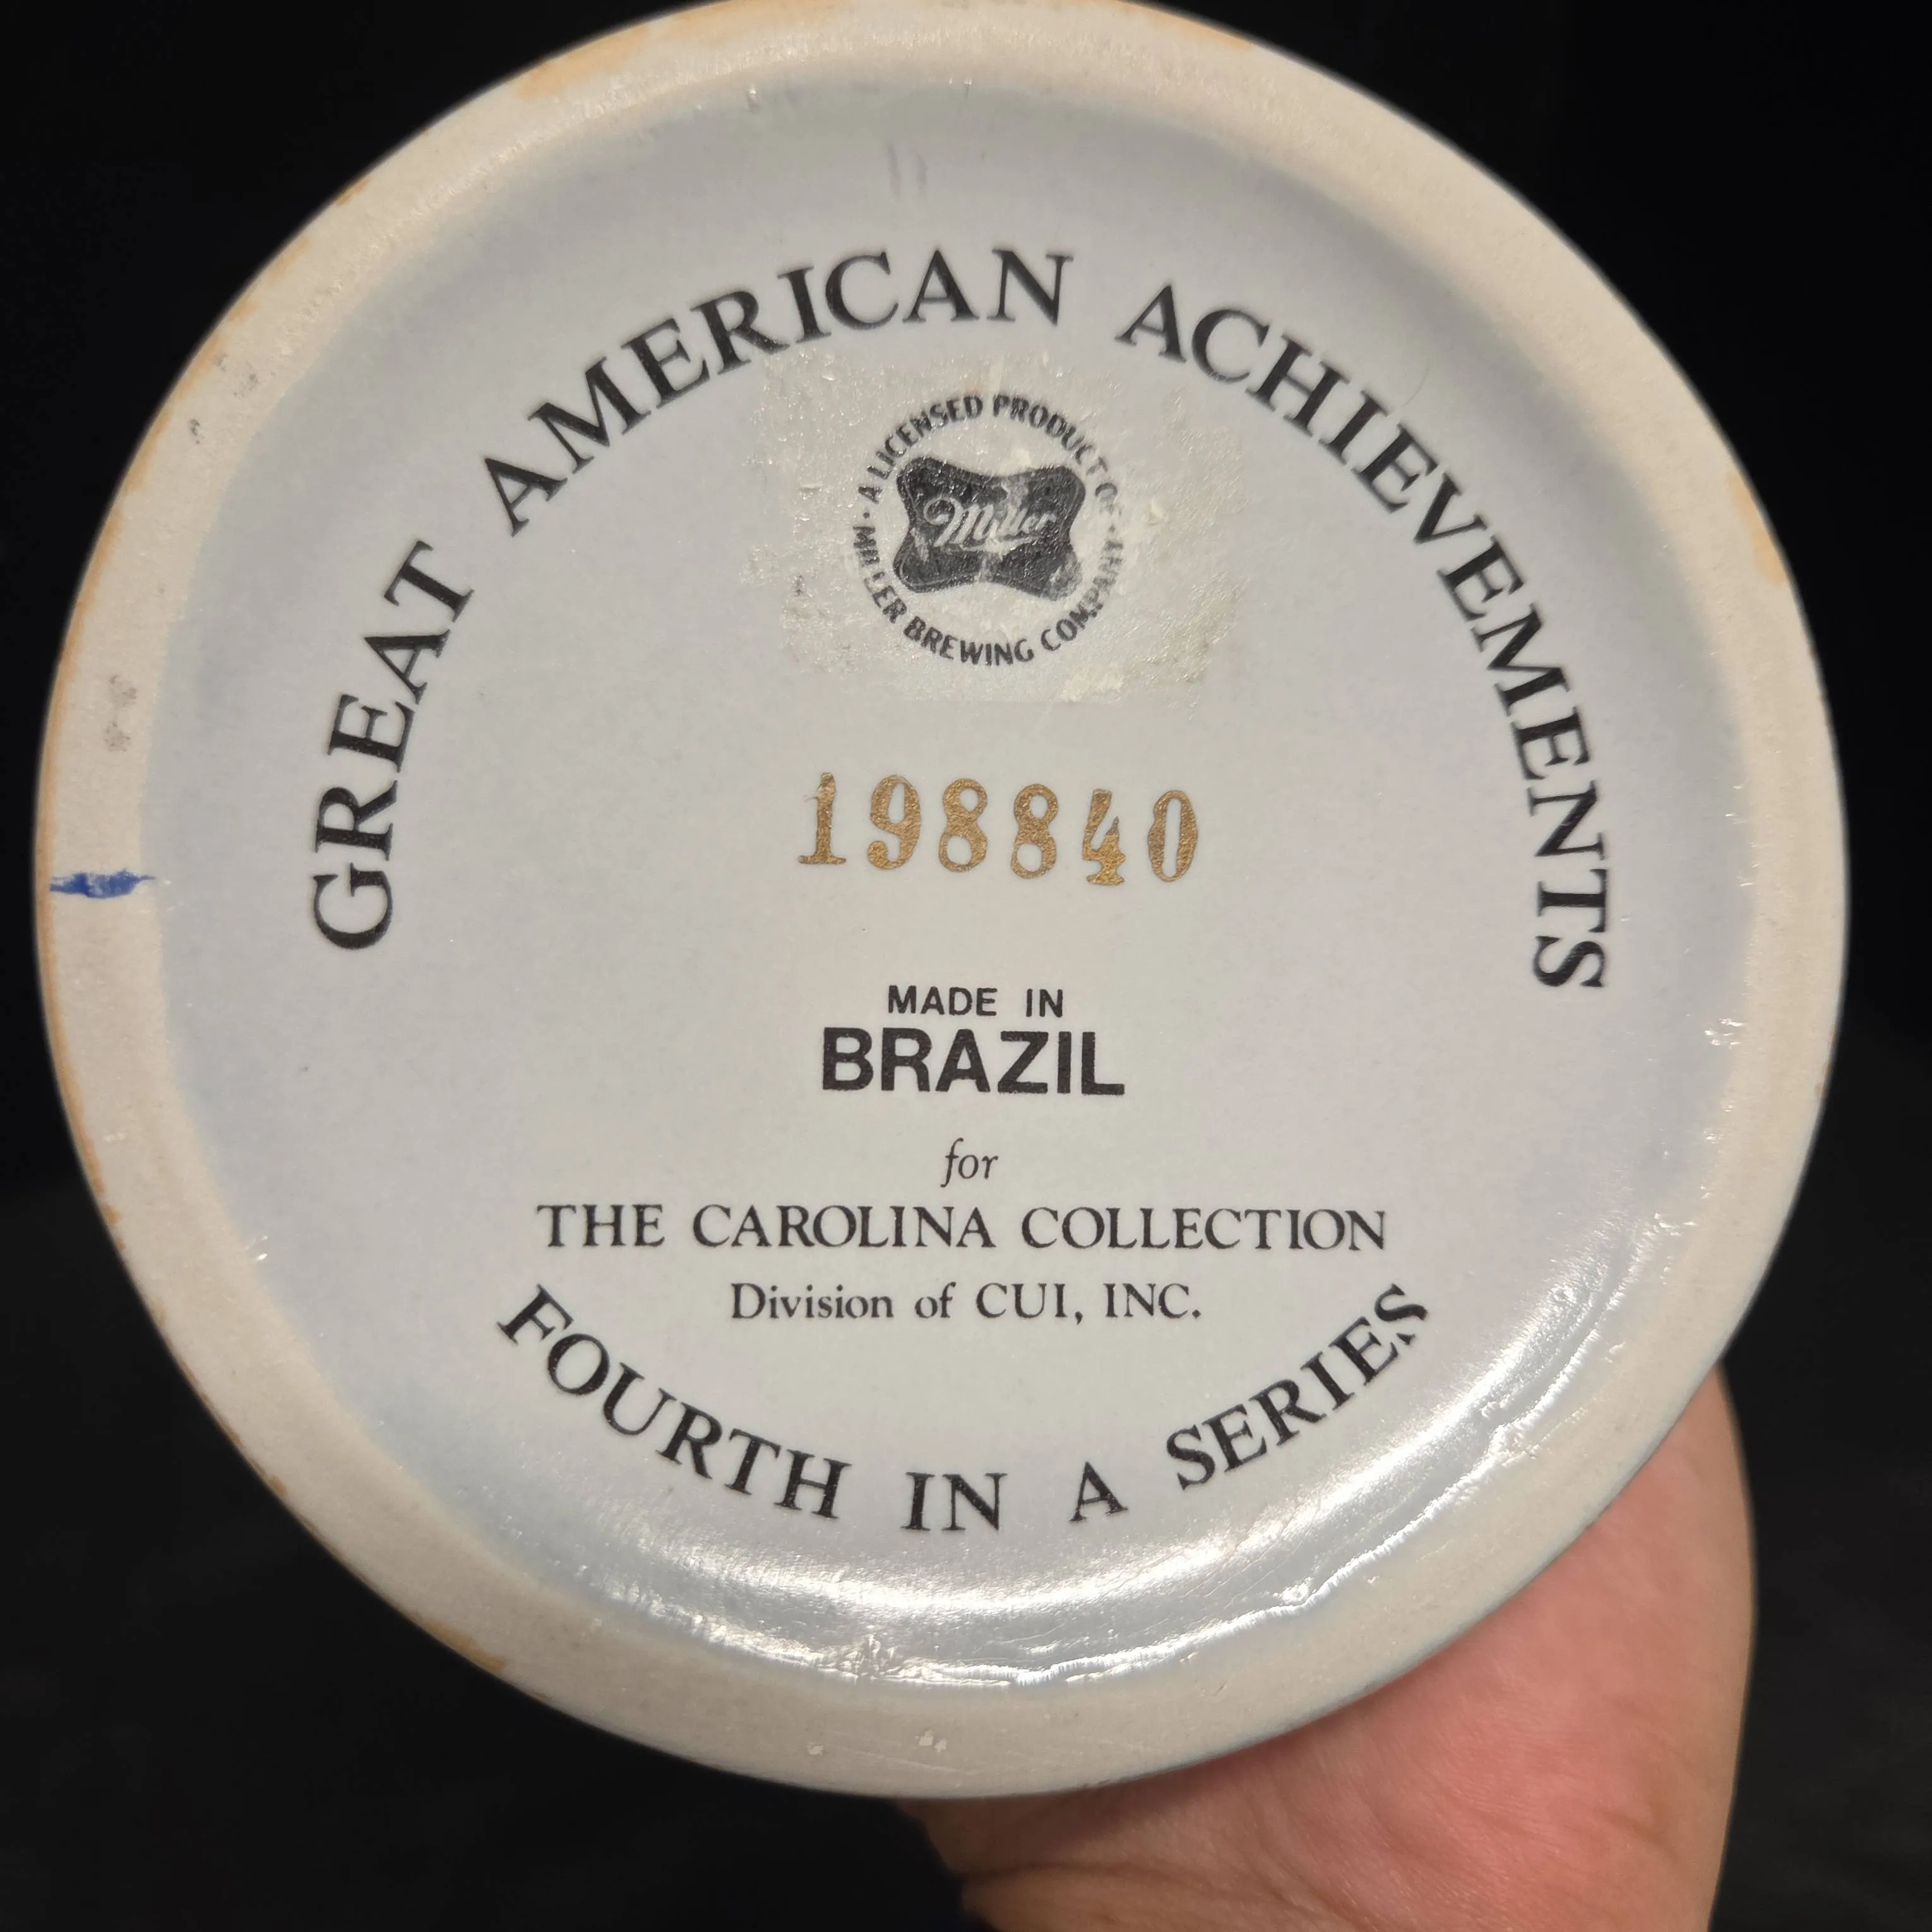 GREAT AMERICAN ACHIEVEMENTS
· A LICENSED PRODUCT OF ·
Miller
MILLER BREWING COMPANY
198840
MADE IN
BRAZIL
for
THE CAROLINA COLLECTION
Division of CUI, INC.
FOURTH IN A SERIES